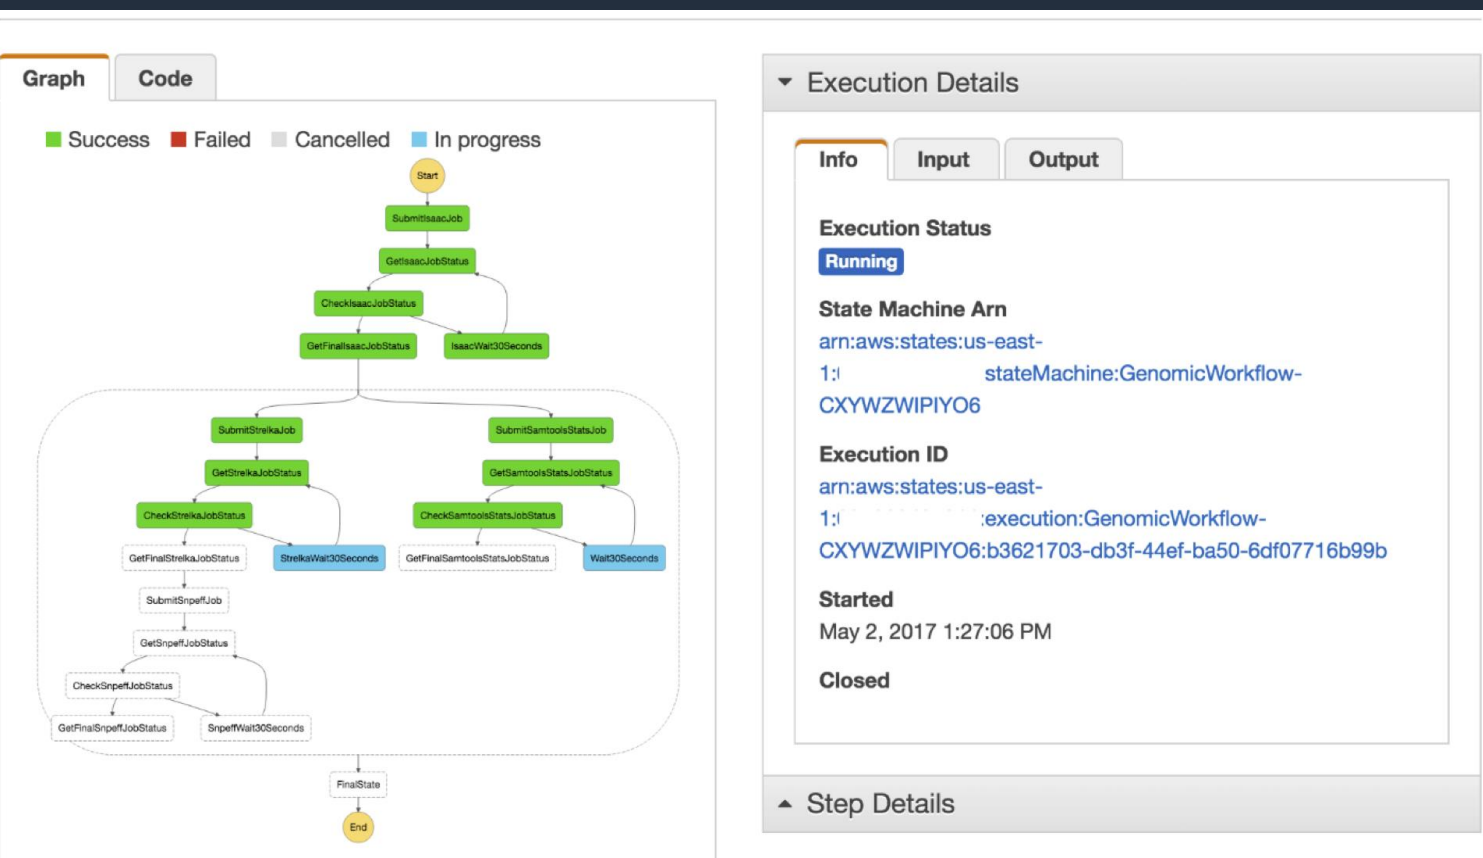 Graph
Code
Success
Failed
Cancelled
In progress
Start
SubmitIsaacJob
GetIsaacJobStatus
CheckIsaacJobStatus
GetFinalIsaacJobStatus
IsaacWait30Seconds
SubmitStrelkaJob
SubmitSamtoolsStatsJob
GetStrelkaJobStatus
GetSamtoolsStatsJobStatus
CheckStrelkaJobStatus
CheckSamtoolsStatsJobStatus
GetFinalStrelkaJobStatus
StrelkaWait30Seconds
GetFinalSamtoolsStatsJobStatus
Wait30Seconds
SubmitSnpeffJob
GetSnpeffJobStatus
CheckSnpeffJobStatus
GetFinalSnpeffJobStatus
SnpeffWait30Seconds
FinalState
End
Execution Details
Info
Input
Output
Execution Status
Running
State Machine Arn
arn:aws:states:us-east-
1: stateMachine:GenomicWorkflow-
CXYWZWIPIYO6
Execution ID
arn:aws:states:us-east-
1: :execution:GenomicWorkflow-
CXYWZWIPIYO6:b3621703-db3f-44ef-ba50-6df07716b99b
Started
May 2, 2017 1:27:06 PM
Closed
Step Details